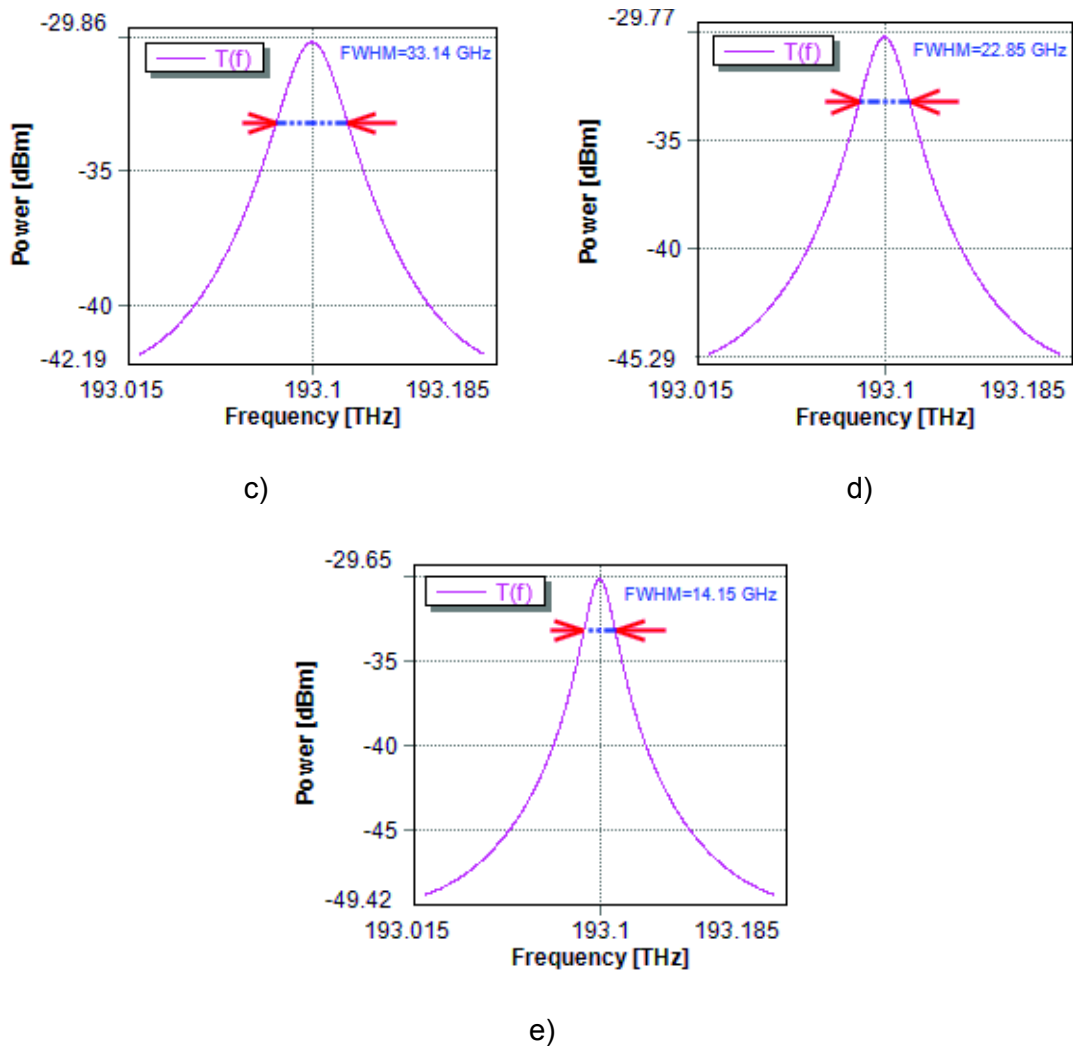 -29.86
T(f)
FWHM=33.14 GHz
Power [dBm]
-35
-40
-42.19
193.015
193.1
193.185
Frequency [THz]
c)
-29.77
T(f)
FWHM=22.85 GHz
Power [dBm]
-35
-40
-45.29
193.015
193.1
193.185
Frequency [THz]
d)
-29.65
T(f)
FWHM=14.15 GHz
Power [dBm]
-35
-40
-45
-49.42
193.015
193.1
193.185
Frequency [THz]
e)